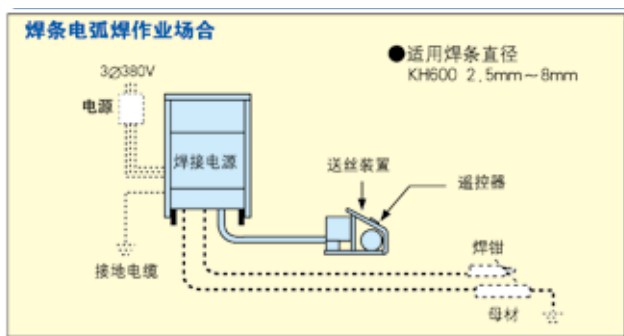 焊条电弧焊作业场合
●适用焊条直径
KH600 2.5mm～8mm
3∅380V
电源
焊接电源
送丝装置
遥控器
焊钳
接地电缆
母材